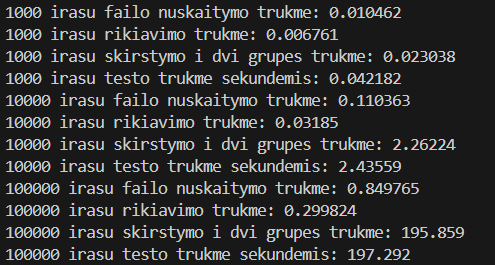 1000 irasu failo nuskaitymo trukme: 0.010462
1000 irasu rikiavimo trukme: 0.006761
1000 irasu skirstymo i dvi grupes trukme: 0.023038
1000 irasu testo trukme sekundemis: 0.042182
10000 irasu failo nuskaitymo trukme: 0.110363
10000 irasu rikiavimo trukme: 0.03185
10000 irasu skirstymo i dvi grupes trukme: 2.26224
10000 irasu testo trukme sekundemis: 2.43559
100000 irasu failo nuskaitymo trukme: 0.849765
100000 irasu rikiavimo trukme: 0.299824
100000 irasu skirstymo i dvi grupes trukme: 195.859
100000 irasu testo trukme sekundemis: 197.292